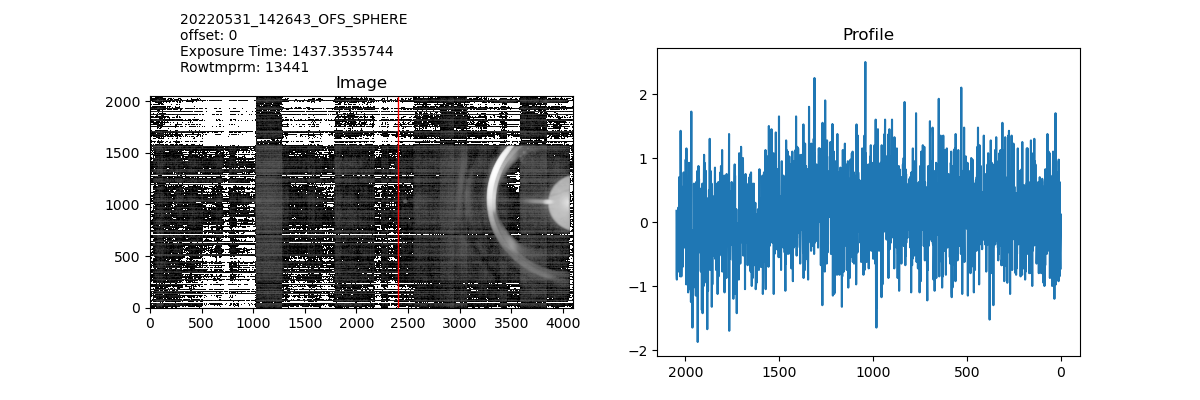 20220531_142643_OFS_SPHERE
offset: 0
Exposure Time: 1437.3535744
Rowtmprm: 13441
Image
2000
1500
1000
500
0
0 500 1000 1500 2000 2500 3000 3500 4000
Profile
2
1
0
−1
−2
2000 1500 1000 500 0